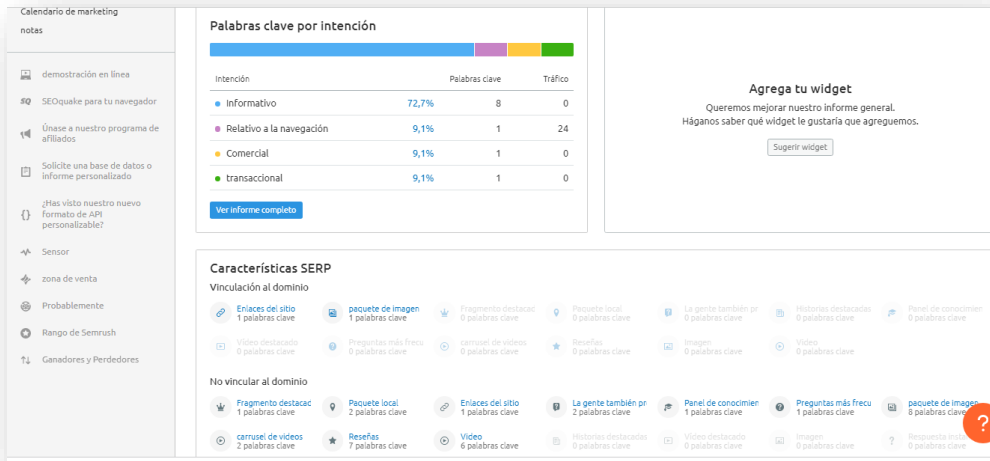 Calendario de marketing
notas
demostración en línea
SEOquake para tu navegador
Únase a nuestro programa de
afiliados
Solicite una base de datos o
informe personalizado
¿Has visto nuestro nuevo
formato de API
personalizable?
Sensor
zona de venta
Probablemente
Rango de Semrush
Ganadores y Perdedores
Palabras clave por intención
Intención Palabras clave Tráfico
Informativo 72,7% 8 0
Relativo a la navegación 9,1% 1 24
Comercial 9,1% 1 0
transaccional 9,1% 1 0
Ver informe completo
Agrega tu widget
Queremos mejorar nuestro informe general.
Háganos saber qué widget le gustaría que agreguemos.
Sugerir widget
Características SERP
Vinculación al dominio
Enlaces del sitio paquete de imagen Fragmento destacac Paquete local La gente también pr Historias destacadas Panel de conocimien
1 palabras clave 1 palabras clave 0 palabras clave 0 palabras clave 0 palabras clave 0 palabras clave 0 palabras clave
Video destacado Preguntas más frecu carrusel de videos Reseñas Imagen Video
0 palabras clave 0 palabras clave 0 palabras clave 0 palabras clave 0 palabras clave 0 palabras clave
No vincular al dominio
Fragmento destacac Paquete local Enlaces del sitio La gente también pr Panel de conocimien Preguntas más frecu paquete de imagen
1 palabras clave 2 palabras clave 1 palabras clave 2 palabras clave 1 palabras clave 1 palabras clave 8 palabras clave
carrusel de videos Reseñas Video Historias destacadas Video destacado Imagen Respuesta
2 palabras clave 7 palabras clave 6 palabras clave 0 palabras clave 0 palabras clave 0 palabras clave 0 palabras clave
?